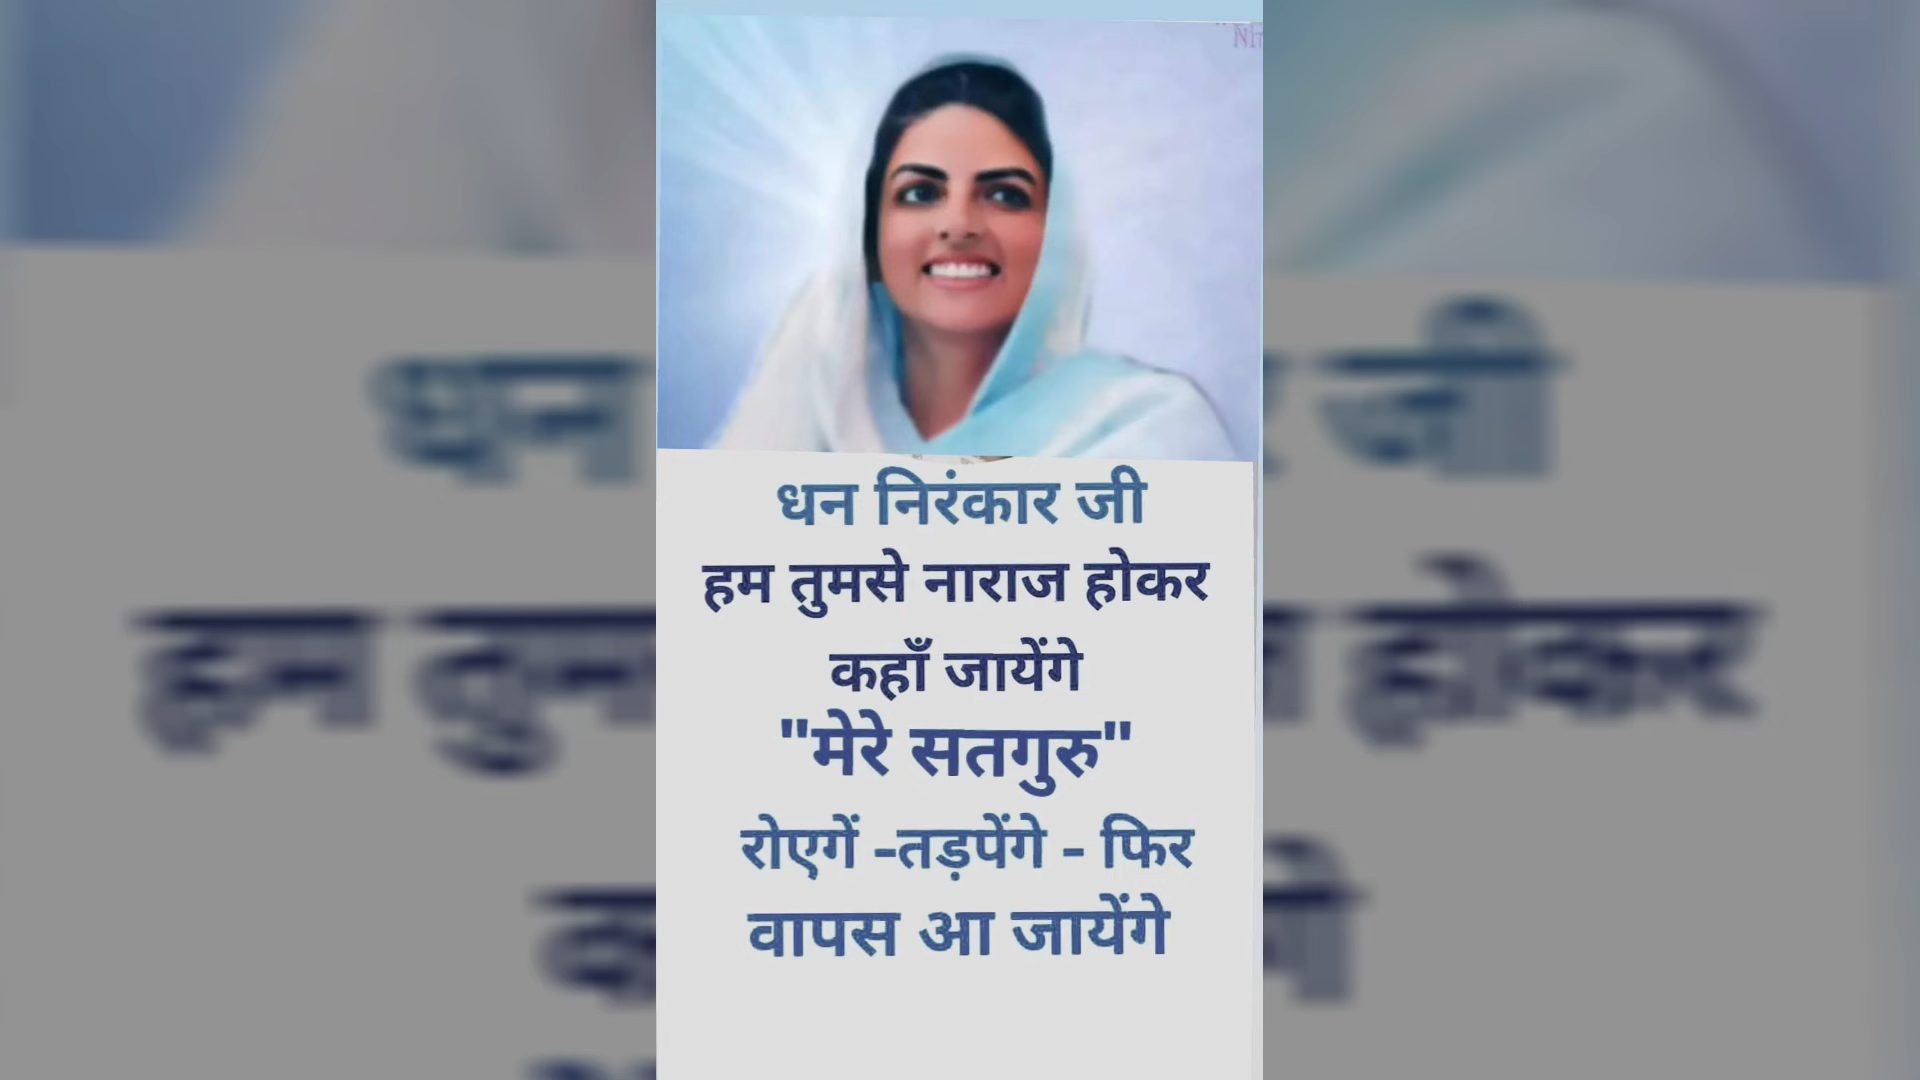 धन निरंकार जी
हम तुमसे नाराज होकर
कहाँ जायेंगे
"मेरे सतगुरु"
रोएगें -तड़पेंगे - फिर
वापस आ जायेंगे